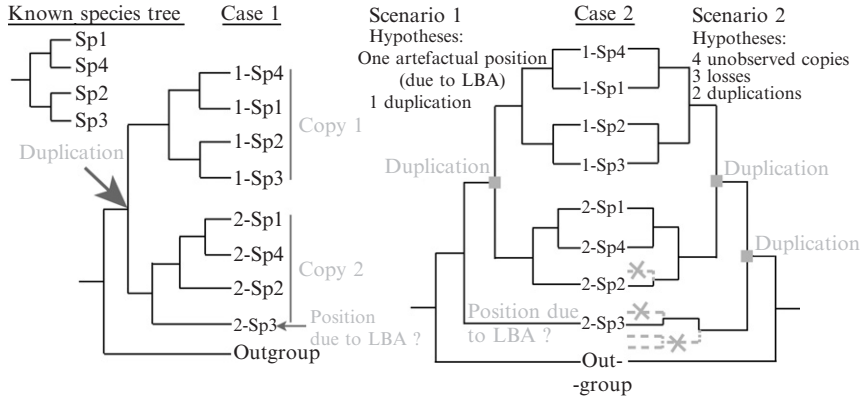 Known species tree
Sp1
Sp4
Sp2
Sp3
Duplication
Case 1
1-Sp4
1-Sp1
1-Sp2
1-Sp3
Copy 1
2-Sp1
2-Sp4
2-Sp2
2-Sp3
Copy 2
Position
due to LBA ?
Outgroup
Scenario 1
Hypotheses:
One artefactual position
(due to LBA)
1 duplication
Duplication
Position due
to LBA ?
Case 2
1-Sp4
1-Sp1
1-Sp2
1-Sp3
2-Sp1
2-Sp4
2-Sp2
2-Sp3
Out-
-group
Scenario 2
Hypotheses:
4 unobserved copies
3 losses
2 duplications
Duplication
Duplication